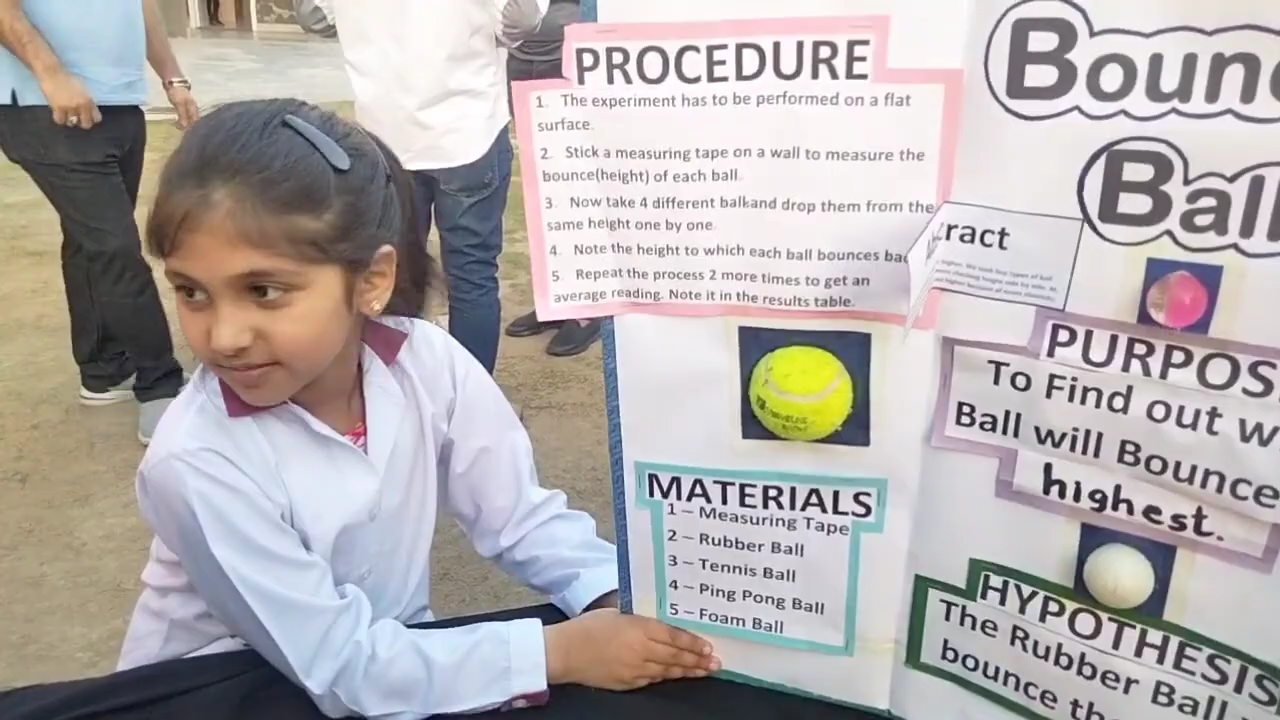 PROCEDURE
1. The experiment has to be performed on a flat
surface.
2. Stick a measuring tape on a wall to measure the
bounce(height) of each ball.
3. Now take 4 different balkand drop them from the
same height one by one.
4. Note the height to which each ball bounces bac
5. Repeat the process 2 more times to get an
average reading. Note it in the results table.
MATERIALS
1 – Measuring Tape
2 – Rubber Ball
3 – Tennis Ball
4 – Ping Pong Ball
5 – Foam Ball
Boun
Ball
ract
PURPOS
To Find out w
Ball will Bounce
highest.
HYPOTHESIS
The Rubber Ball
bounce th